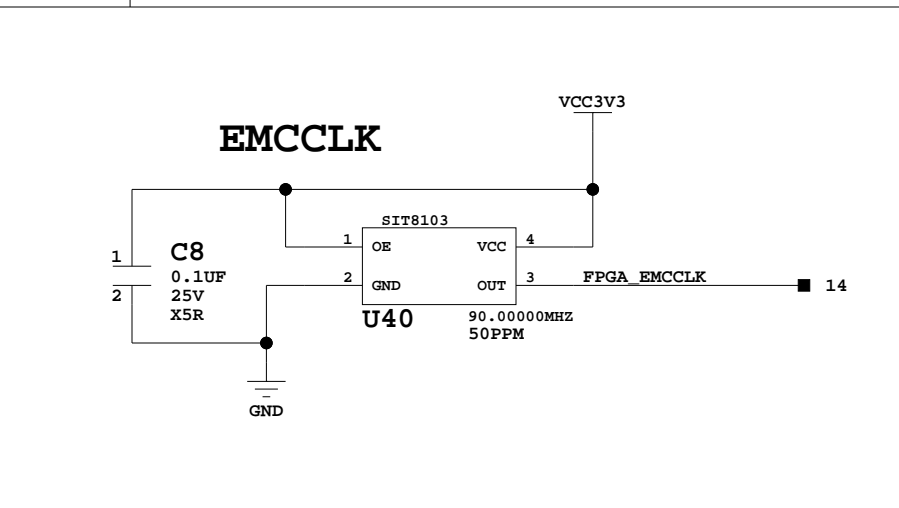 VCC3V3
EMCCLK
SIT8103
1 OE VCC 4
2 GND OUT 3 FPGA_EMCCLK 14
U40 90.00000MHZ
50PPM
1 C8
0.1UF
2 25V
X5R
GND